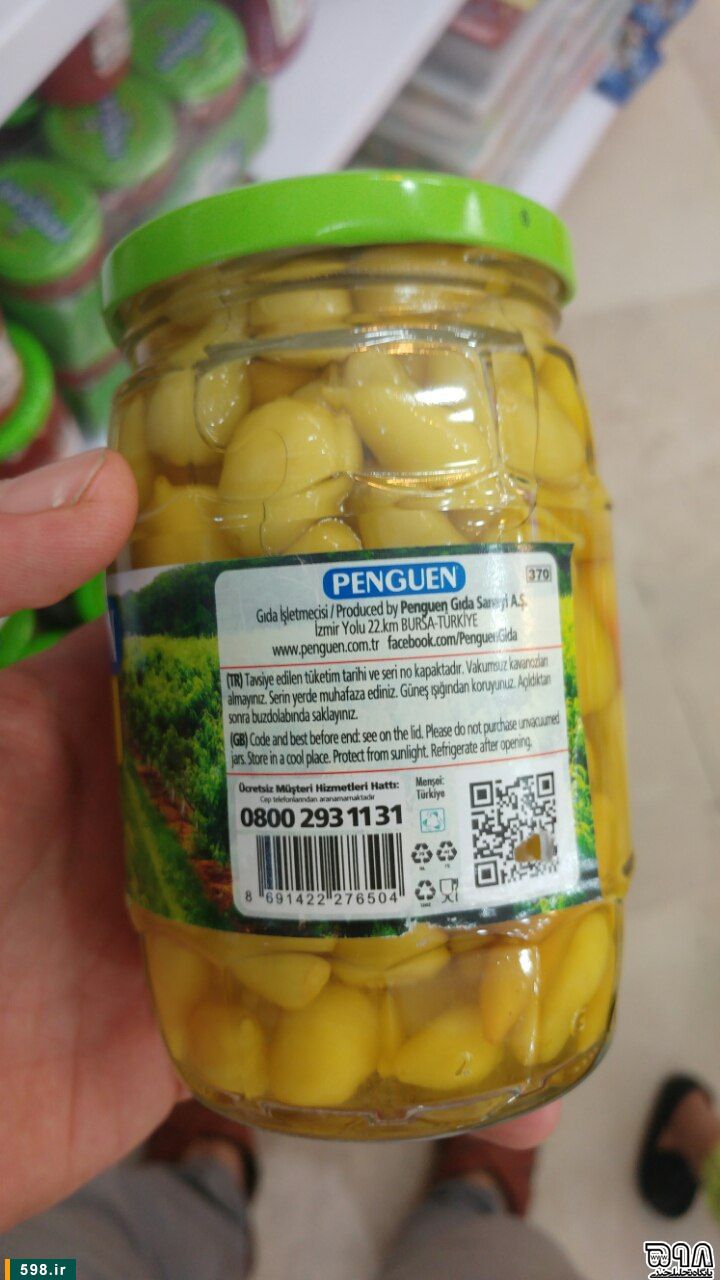 PENGUEN
370
Gıda İşletmecisi / Produced by Penguen Gıda Sanayi A.Ş.
İzmir Yolu 22.km BURSA-TÜRKİYE
www.penguen.com.tr facebook.com/PenguenGida
(TR) Tavsiye edilen tüketim tarihi ve seri no kapaktadır. Vakumsuz kavanozları
almayınız. Serin yerde muhafaza ediniz. Güneş ışığından koruyunuz. Açıldıktan
sonra buzdolabında saklayınız.
(GB) Code and best before end: see on the lid. Please do not purchase unvacuumed
jars. Store in a cool place. Protect from sunlight. Refrigerate after opening.
Ücretsiz Müşteri Hizmetleri Hattı:
Cep telefonlarından aranamamaktadır
0800 293 11 31
Menşei:
Türkiye
8 691422 276504
598.ir
۵۹۸